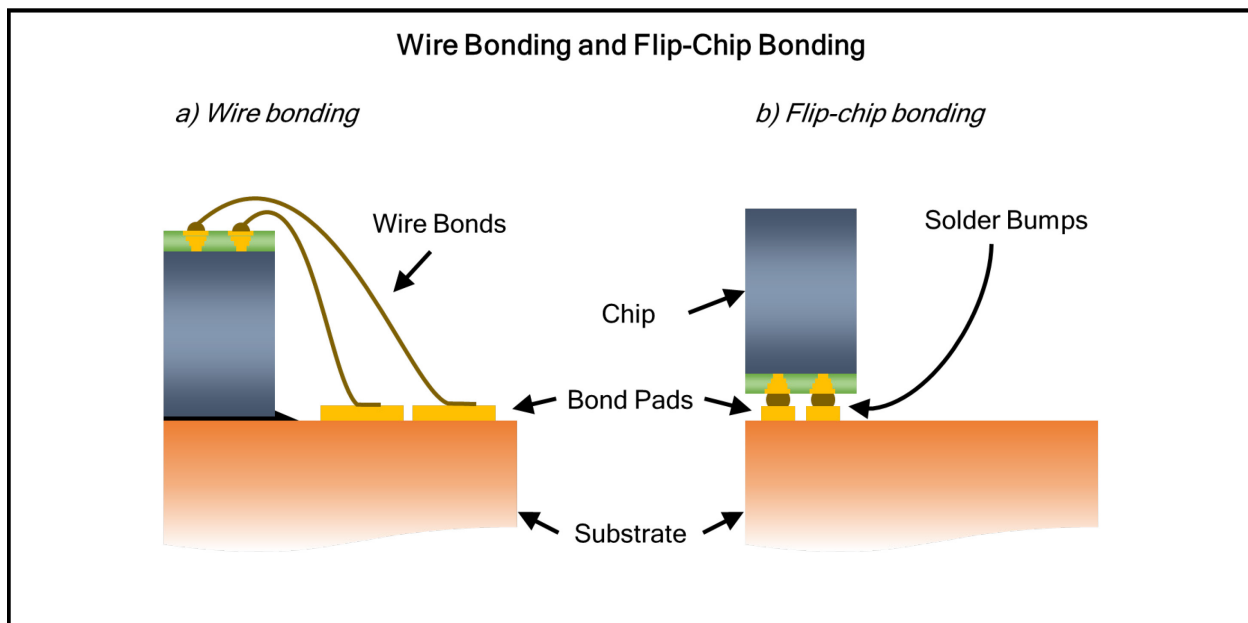 Wire Bonding and Flip-Chip Bonding
a) Wire bonding
b) Flip-chip bonding
Wire Bonds
Solder Bumps
Chip
Bond Pads
Substrate